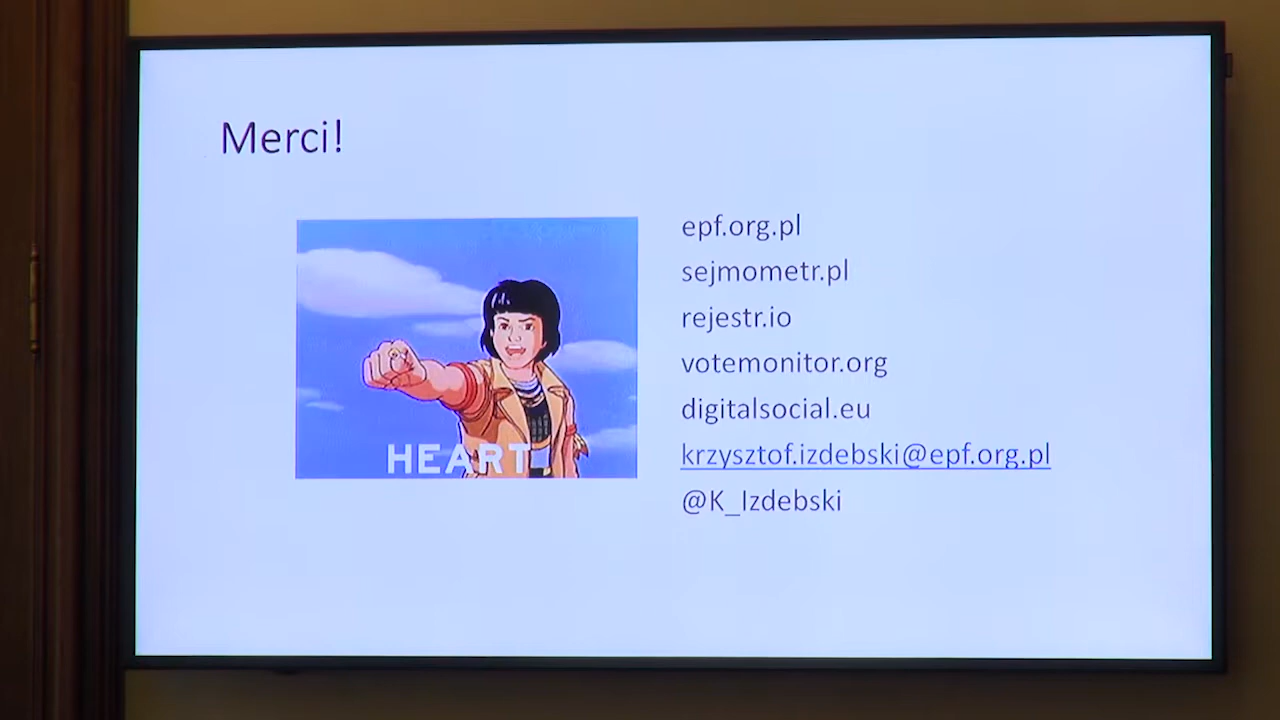 Merci!
HEART
epf.org.pl
sejmometr.pl
rejestr.io
votemonitor.org
digitalsocial.eu
krzysztof.izdebski@epf.org.pl
@K_Izdebski